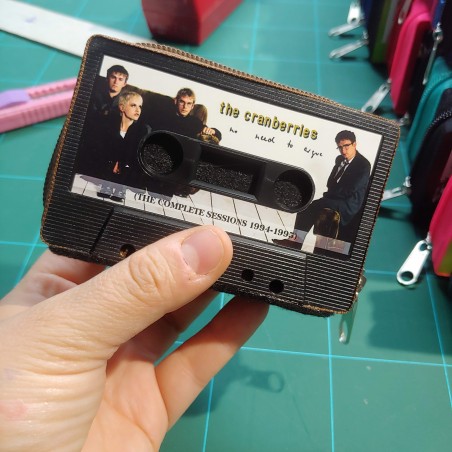 the cranberries
no need to argue
(THE COMPLETE SESSIONS 1994-1995)